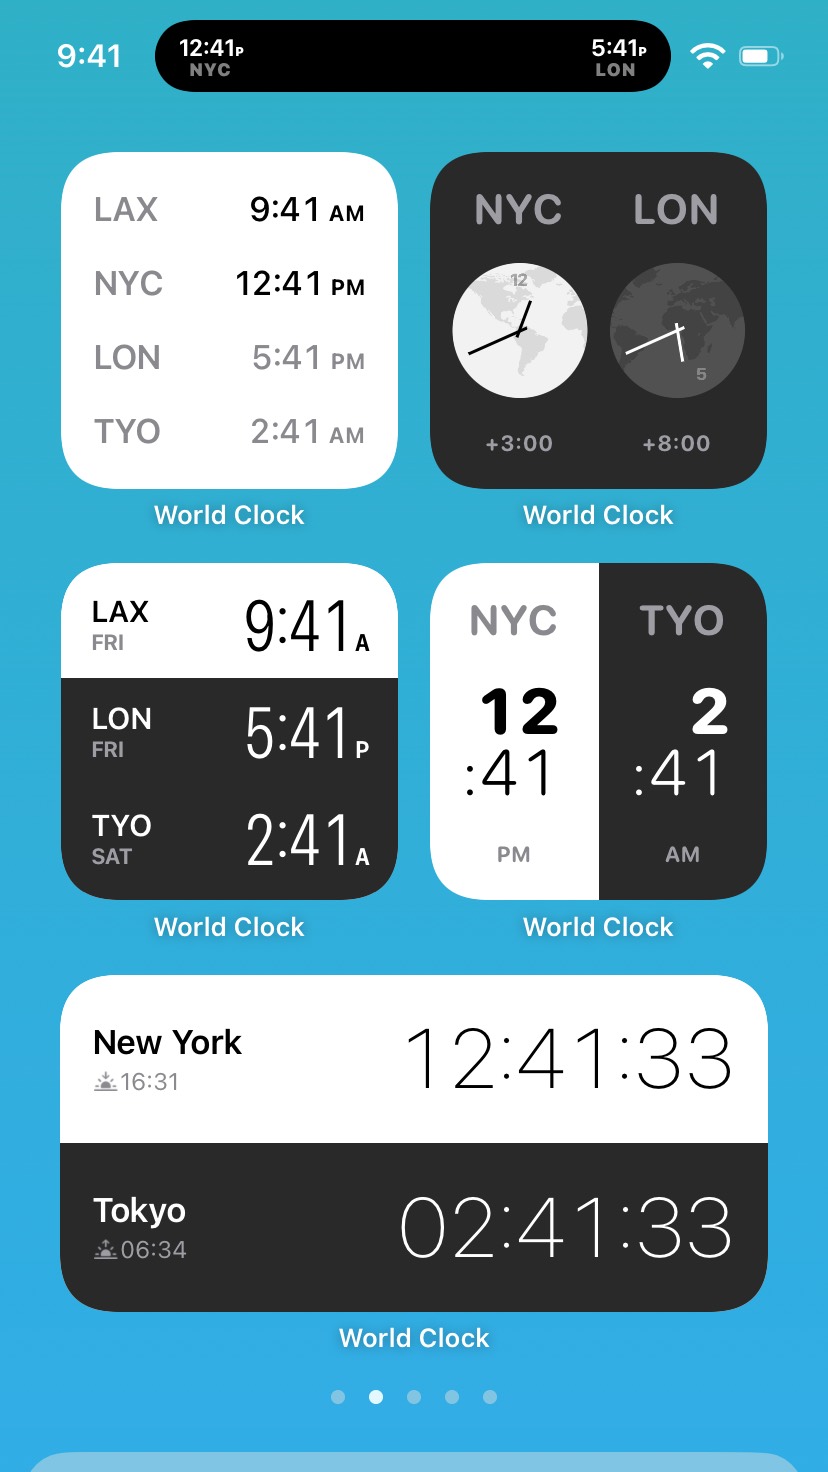 9:41
12:41P
NYC
5:41P
LON
LAX 9:41 AM
NYC 12:41 PM
LON 5:41 PM
TYO 2:41 AM
World Clock
NYC LON
12
5
+3:00 +8:00
World Clock
LAX
FRI
9:41A
LON
FRI
5:41P
TYO
SAT
2:41A
World Clock
NYC
12
:41
PM
TYO
2
:41
AM
World Clock
New York
16:31
12:41:33
Tokyo
06:34
02:41:33
World Clock